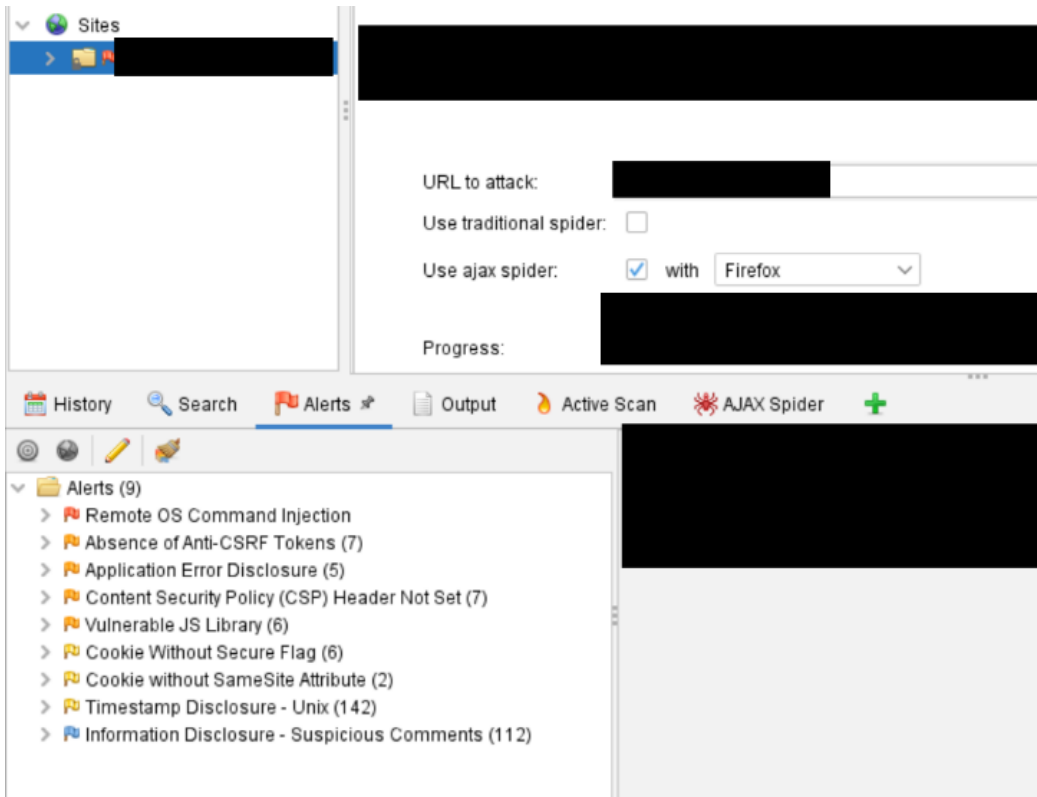 Sites
URL to attack:
Use traditional spider:
Use ajax spider: with Firefox
Progress:
History Search Alerts Output Active Scan AJAX Spider
Alerts (9)
Remote OS Command Injection
Absence of Anti-CSRF Tokens (7)
Application Error Disclosure (5)
Content Security Policy (CSP) Header Not Set (7)
Vulnerable JS Library (6)
Cookie Without Secure Flag (6)
Cookie without SameSite Attribute (2)
Timestamp Disclosure - Unix (142)
Information Disclosure - Suspicious Comments (112)